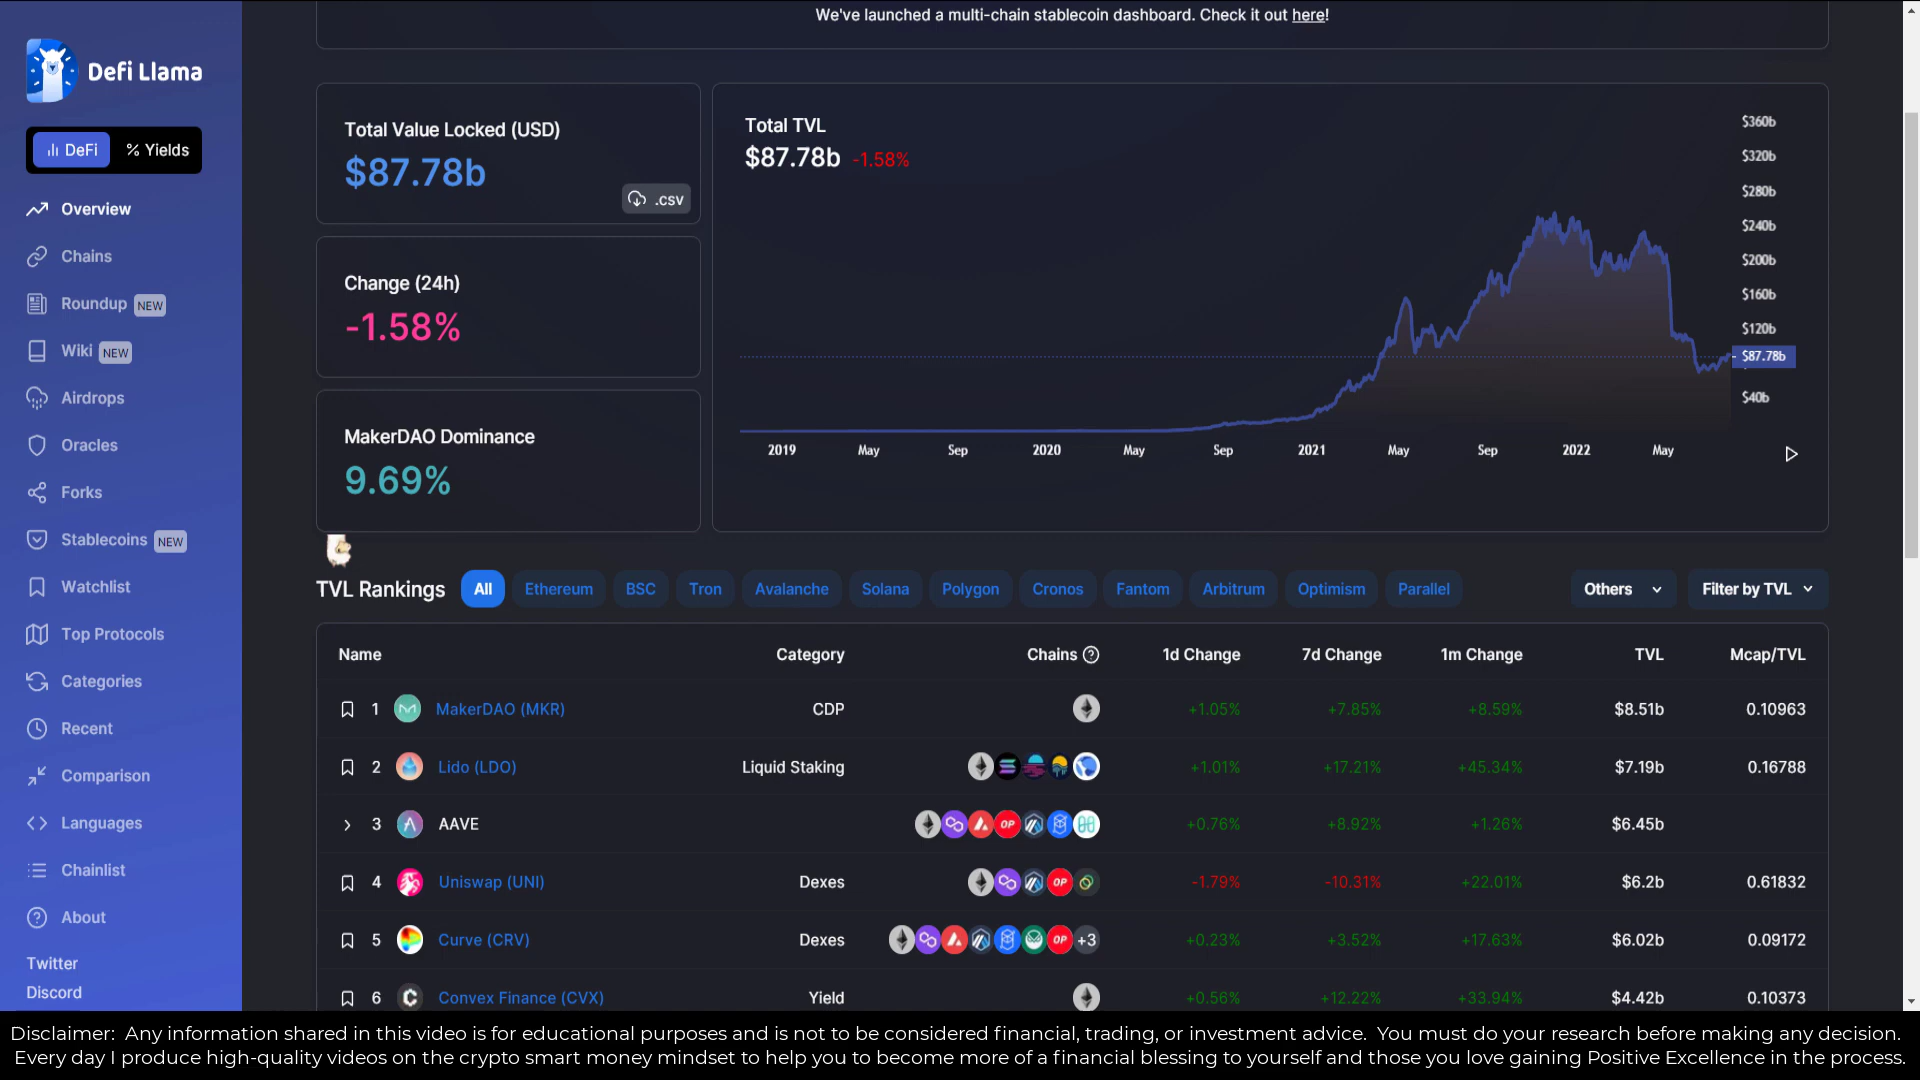 We've launched a multi-chain stablecoin dashboard. Check it out here!
Defi Llama
DeFi
% Yields
Overview
Chains
Roundup NEW
Wiki NEW
Airdrops
Oracles
Forks
Stablecoins NEW
Watchlist
Top Protocols
Categories
Recent
Comparison
Languages
Chainlist
About
Twitter
Discord
Total Value Locked (USD)
$87.78b
.csv
Change (24h)
-1.58%
MakerDAO Dominance
9.69%
Total TVL
$87.78b -1.58%
$360b
$320b
$280b
$240b
$200b
$160b
$120b
$87.78b
$40b
2019 May Sep 2020 May Sep 2021 May Sep 2022 May
TVL Rankings All Ethereum BSC Tron Avalanche Solana Polygon Cronos Fantom Arbitrum Optimism Parallel Others Filter by TVL
Name Category Chains ? 1d Change 7d Change 1m Change TVL Mcap/TVL
1 MakerDAO (MKR) CDP +1.05% +7.85% +8.59% $8.51b 0.10963
2 Lido (LDO) Liquid Staking +1.01% +17.21% +45.34% $7.19b 0.16788
3 AAVE OP +0.76% +8.92% +1.26% $6.45b
4 Uniswap (UNI) Dexes OP -1.79% -10.31% +22.01% $6.2b 0.61832
5 Curve (CRV) Dexes OP +3 +0.23% +3.52% +17.63% $6.02b 0.09172
6 Convex Finance (CVX) Yield +0.56% +12.22% +33.94% $4.42b 0.10373
Disclaimer: Any information shared in this video is for educational purposes and is not to be considered financial, trading, or investment advice. You must do your research before making any decision.
Every day I produce high-quality videos on the crypto smart money mindset to help you to become more of a financial blessing to yourself and those you love gaining Positive Excellence in the process.